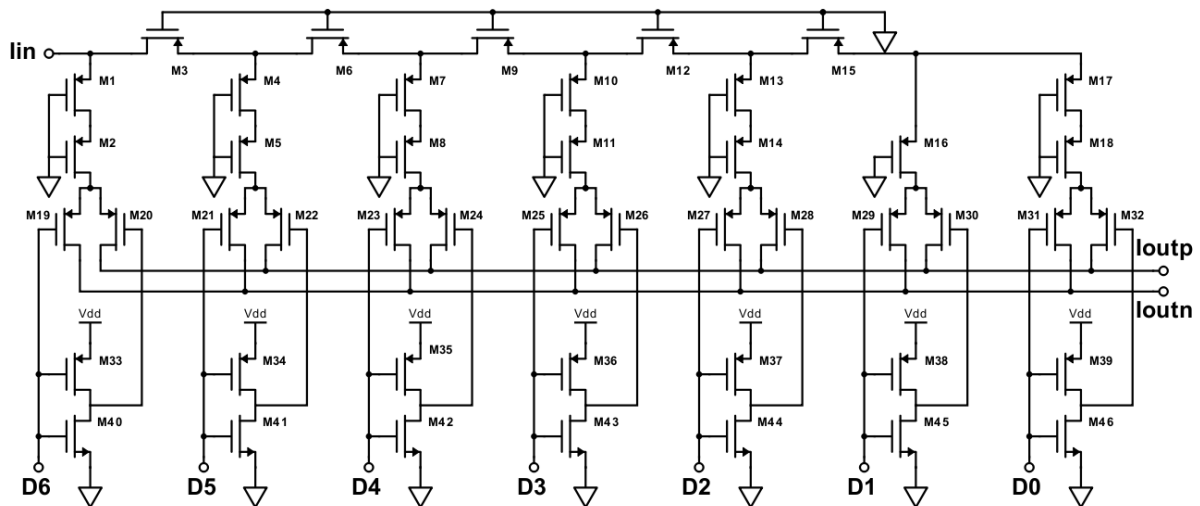 Iin
M3 M6 M9 M12 M15
M1 M4 M7 M10 M13 M17
M2 M5 M8 M11 M14 M16 M18
M19 M20 M21 M22 M23 M24 M25 M26 M27 M28 M29 M30 M31 M32
Ioutp
Ioutn
Vdd Vdd Vdd Vdd Vdd Vdd Vdd
M33 M34 M35 M36 M37 M38 M39
M40 M41 M42 M43 M44 M45 M46
D6 D5 D4 D3 D2 D1 D0